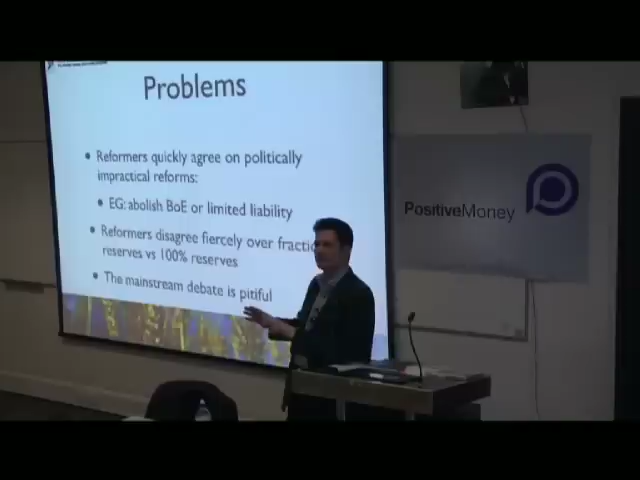 Problems
• Reformers quickly agree on politically
impractical reforms:
• EG: abolish BoE or limited liability
• Reformers disagree fiercely over
reserves vs 100% reserves
• The mainstream debate is pitiful
PositiveMoney